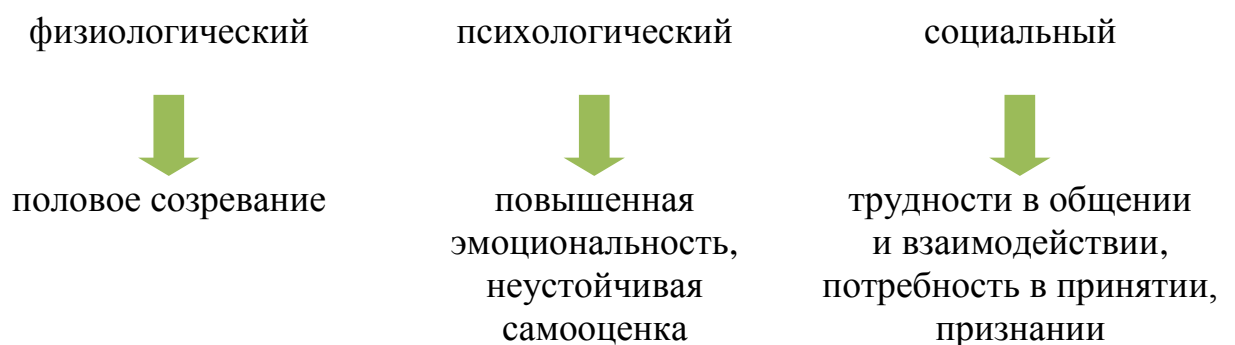 физиологический
психологический
социальный
половое созревание
повышенная
эмоциональность,
неустойчивая
самооценка
трудности в общении
и взаимодействии,
потребность в принятии,
признании